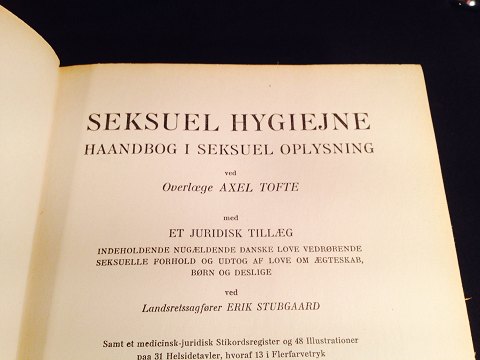 SEKSUEL HYGIEJNE
HAANDBOG I SEKSUEL OPLYSNING
ved
Overlæge AXEL TOFTE
med
ET JURIDISK TILLÆG
INDEHOLDENDE NUGÆLDENDE DANSKE LOVE VEDRØRENDE
SEKSUELLE FORHOLD OG UDTOG AF LOVE OM ÆGTESKAB,
BØRN OG DESLIGE
ved
Landsretssagfører ERIK STUBGAARD
Samt et medicinsk-juridisk Stikordsregister og 48 Illustrationer
paa 31 Helsidetavler, hvoraf 13 i Flerfarvetryk